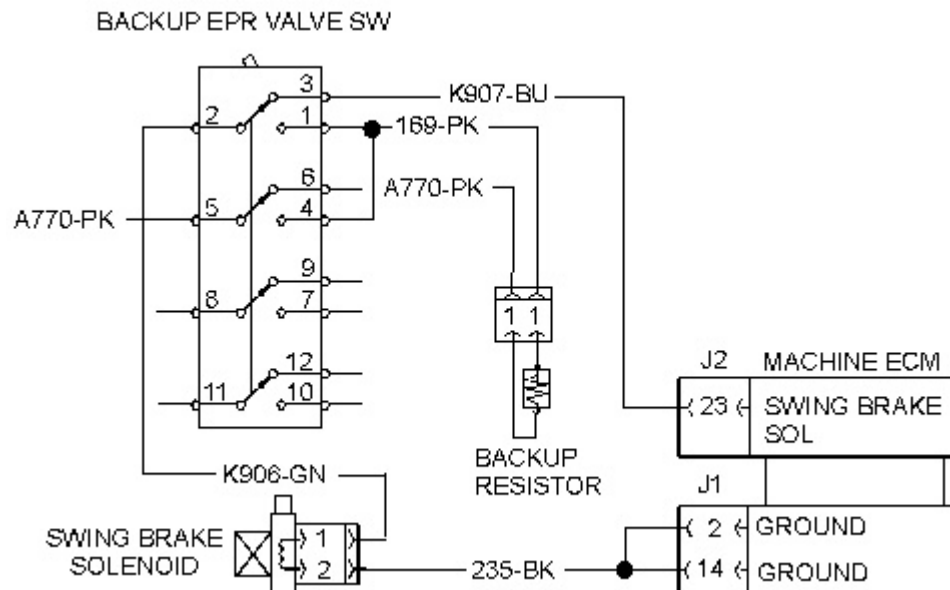 BACKUP EPR VALVE SW
3
K907-BU
2
1
169-PK
6
A770-PK
A770-PK
5
4
9
8
7
1 1
12
11
10
J2 MACHINE ECM
23 SWING BRAKE
SOL
BACKUP
RESISTOR
K906-GN
J1
SWING BRAKE
SOLENOID
1
2
235-BK
2 GROUND
14 GROUND